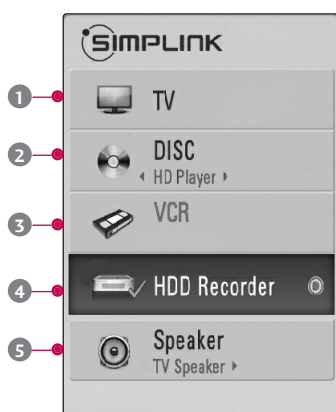 SIMPLINK
1 TV
2 DISC
◂ HD Player ▸
3 VCR
4 HDD Recorder
5 Speaker
TV Speaker ▸